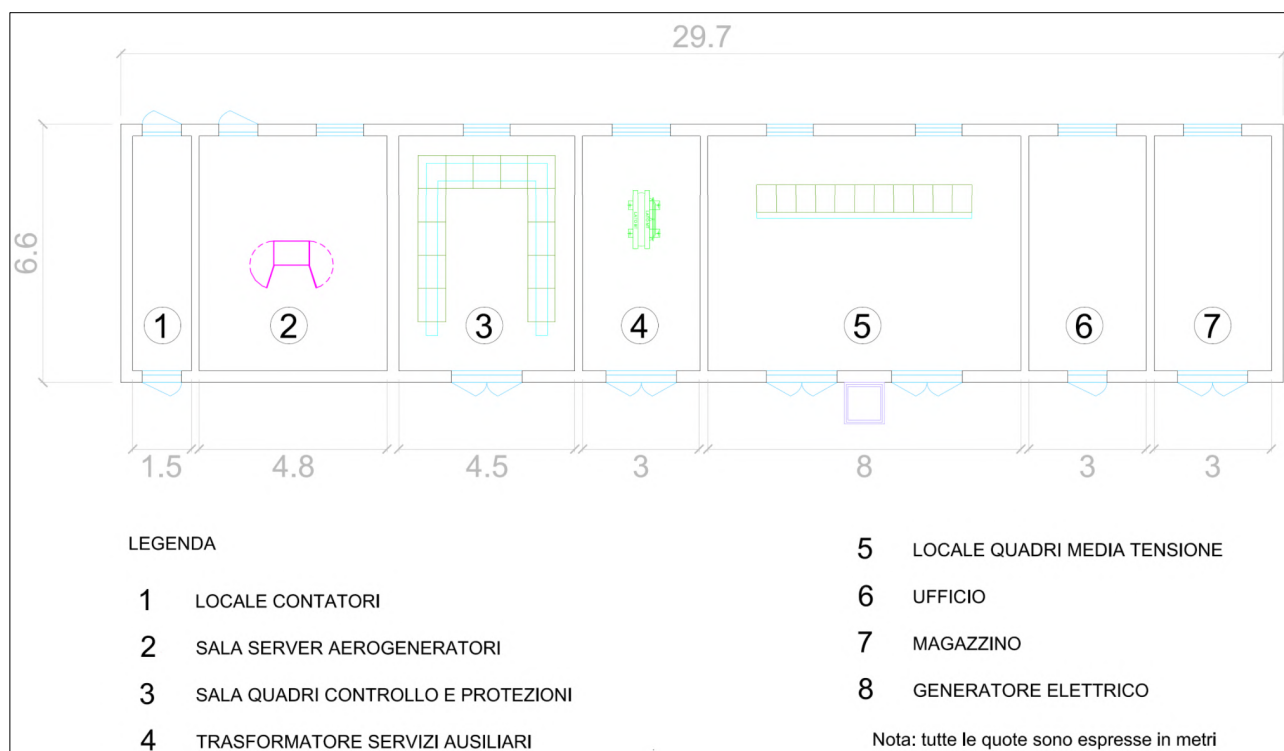 29.7
6.6
1
2
3
4
5
6
7
1.5
4.8
4.5
3
8
3
3
LEGENDA
1 LOCALE CONTATORI
2 SALA SERVER AEROGENERATORI
3 SALA QUADRI CONTROLLO E PROTEZIONI
4 TRASFORMATORE SERVIZI AUSILIARI
5 LOCALE QUADRI MEDIA TENSIONE
6 UFFICIO
7 MAGAZZINO
8 GENERATORE ELETTRICO
Nota: tutte le quote sono espresse in metri